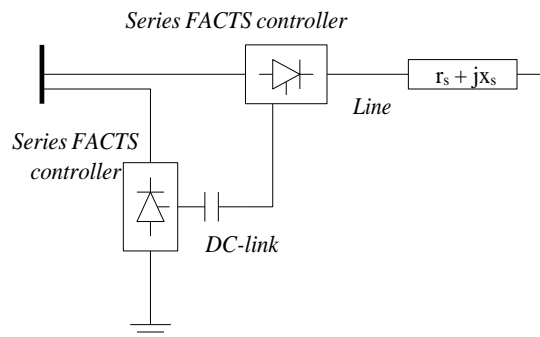 Series FACTS controller
rs + jxs
Line
Series FACTS
controller
DC-link